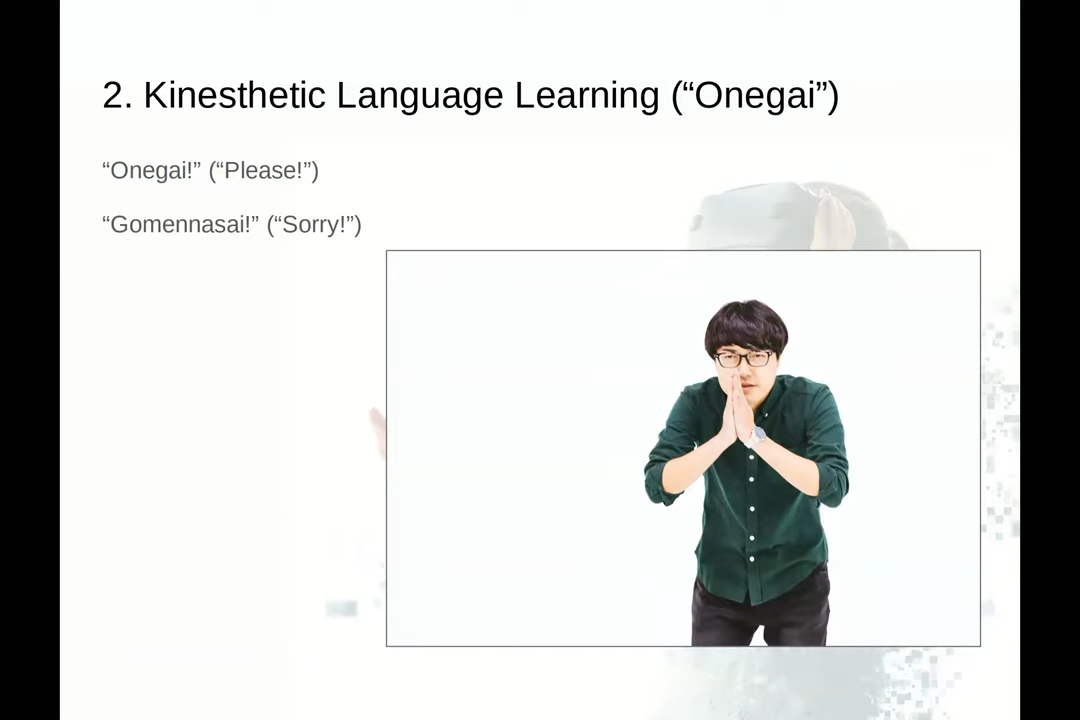 2. Kinesthetic Language Learning (“Onegai”)
“Onegai!” (“Please!”)
“Gomennasai!” (“Sorry!”)